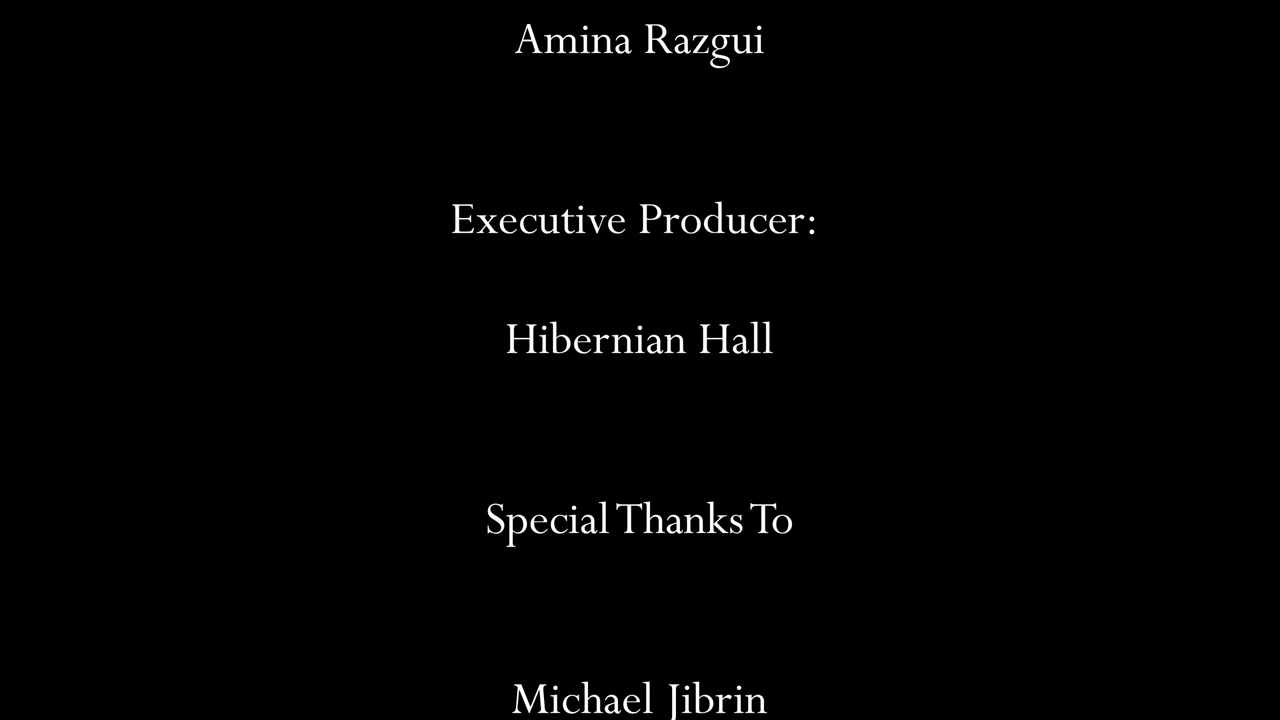 Amina Razgui
Executive Producer:
Hibernian Hall
Special Thanks To
Michael Jibrin